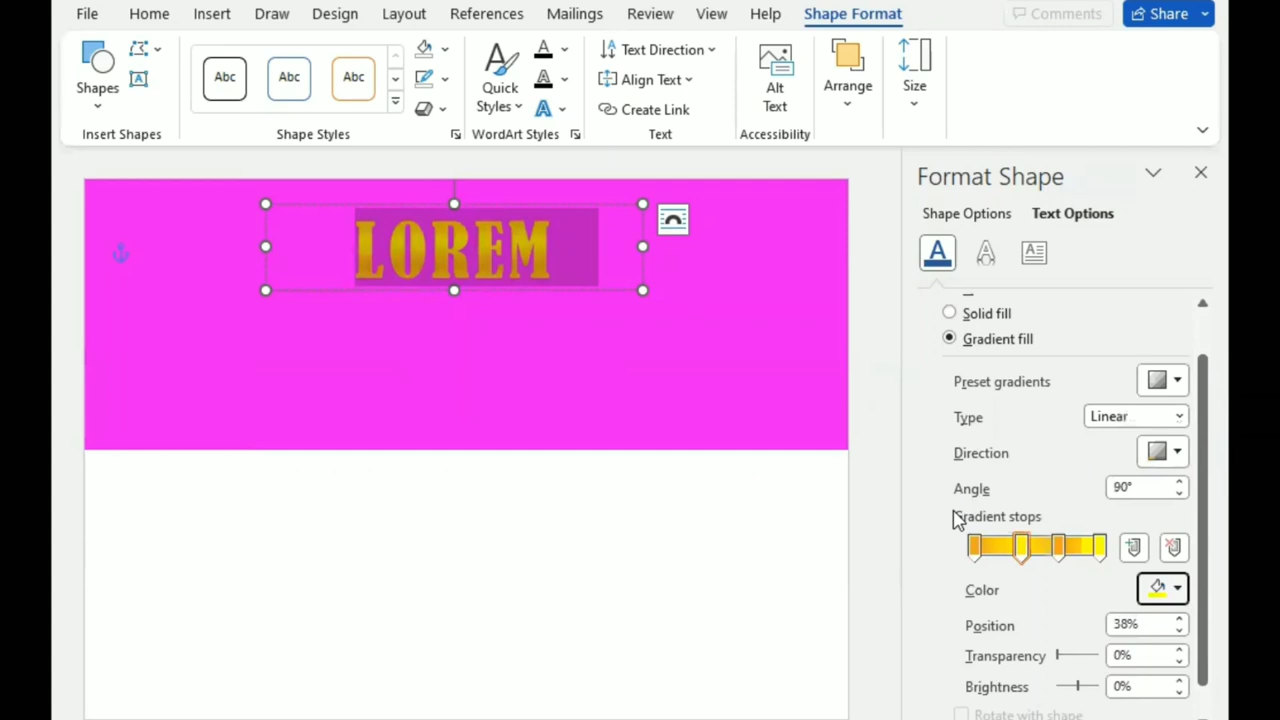 File Home Insert Draw Design Layout References Mailings Review View Help Shape Format Comments Share
Shapes
Abc Abc Abc
Quick Styles
A
A
A
Text Direction
Align Text
Create Link
Alt Text
Arrange
Size
Insert Shapes Shape Styles WordArt Styles Text Accessibility
LOREM
Format Shape
Shape Options Text Options
Solid fill
Gradient fill
Preset gradients
Type Linear
Direction
Angle 90°
Gradient stops
Color
Position 38%
Transparency 0%
Brightness 0%
Rotate with shape